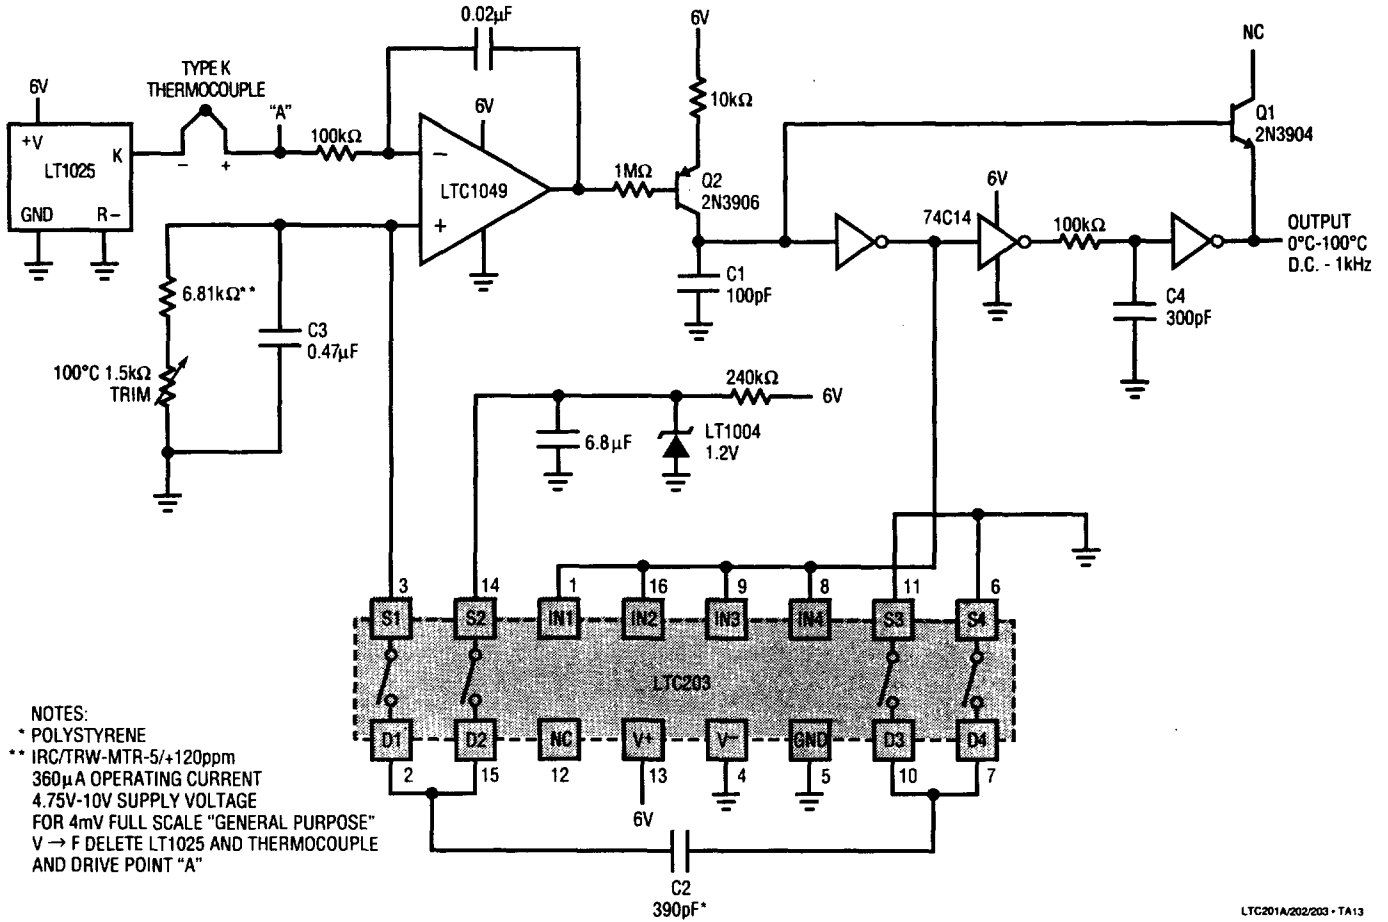 0.02µF
6V
NC
TYPE K
THERMOCOUPLE
6V
"A"
10kΩ
Q1
2N3904
+V
K
LT1025
GND
R–
– +
100kΩ
6V
–
LTC1049
+
1MΩ
Q2
2N3906
6V
74C14
100kΩ
OUTPUT
0°C-100°C
D.C. - 1kHz
C1
100pF
C4
300pF
6.81kΩ**
C3
0.47µF
100°C 1.5kΩ
TRIM
240kΩ
6V
6.8µF
LT1004
1.2V
3 14 1 16 9 8 11 6
S1 S2 IN1 IN2 IN3 IN4 S3 S4
LTC203
D1 D2 NC V+ V– GND D3 D4
2 15 12 13 4 5 10 7
6V
C2
390pF*
NOTES:
* POLYSTYRENE
** IRC/TRW-MTR-5/+120ppm
360µA OPERATING CURRENT
4.75V-10V SUPPLY VOLTAGE
FOR 4mV FULL SCALE "GENERAL PURPOSE"
V → F DELETE LT1025 AND THERMOCOUPLE
AND DRIVE POINT "A"
LTC201A/202/203 • TA13